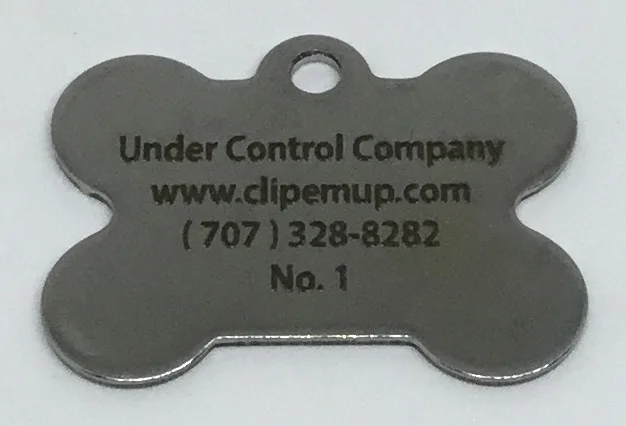 Under Control Company
www.clipemup.com
( 707 ) 328-8282
No. 1